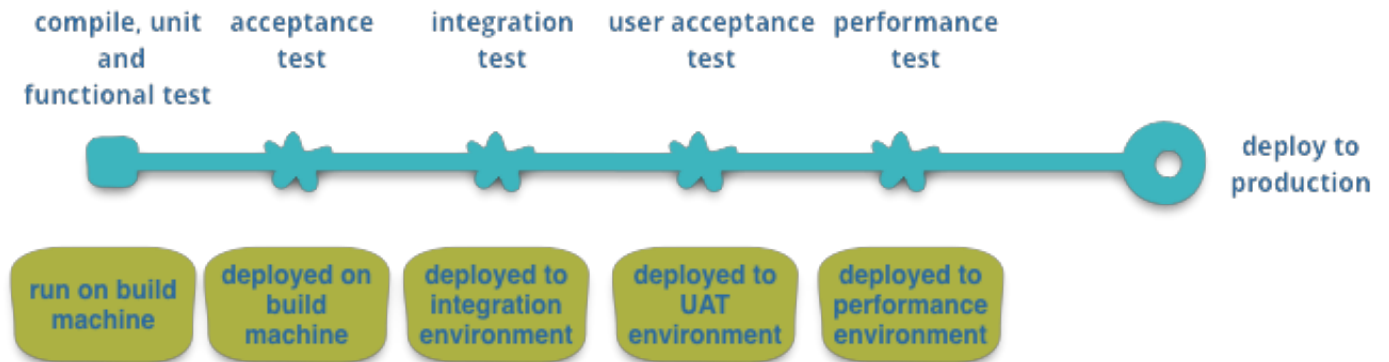 compile, unit
and
functional test
acceptance
test
integration
test
user acceptance
test
performance
test
deploy to
production
run on build
machine
deployed on
build
machine
deployed to
integration
environment
deployed to
UAT
environment
deployed to
performance
environment